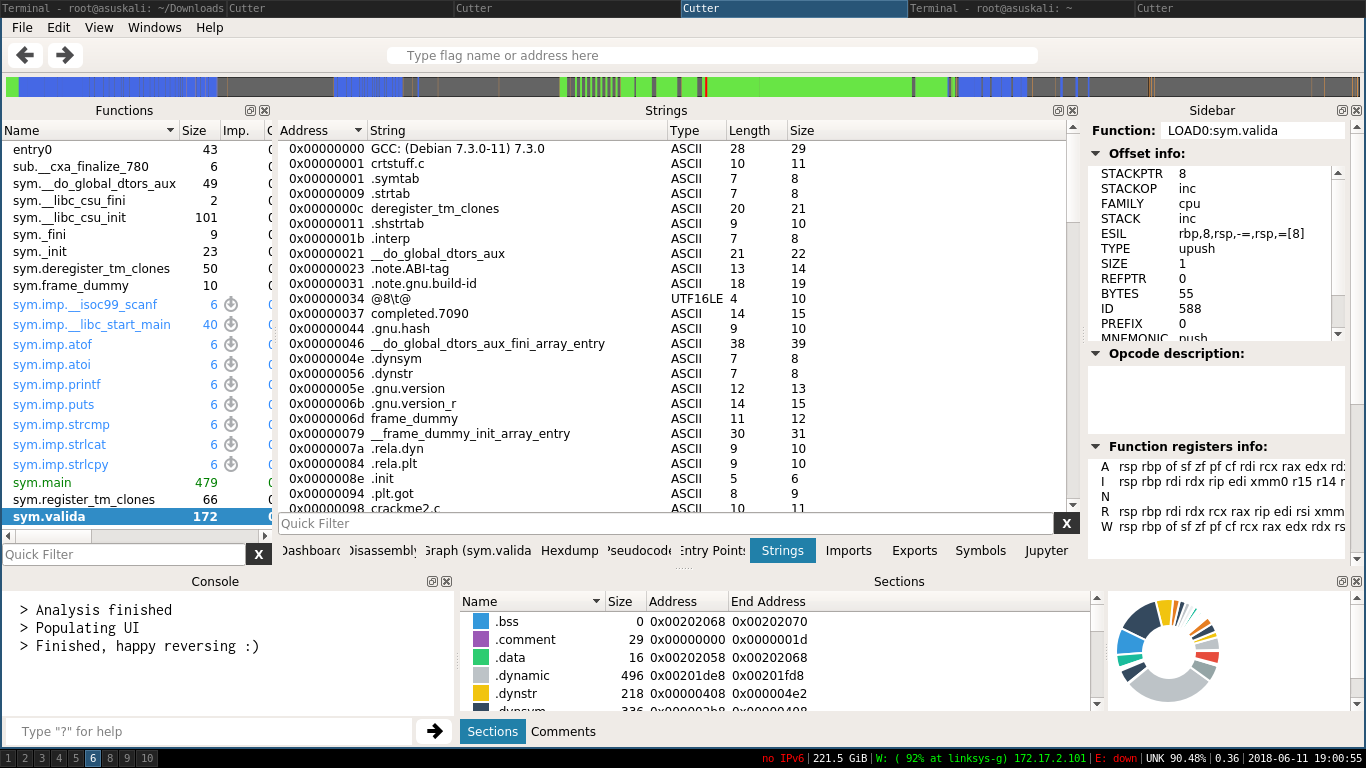 Terminal - root@asuskali: ~/Downloads Cutter Cutter Cutter Terminal - root@asuskali: ~ Cutter
File Edit View Windows Help
Type flag name or address here
Functions
Name Size Imp.
entry0 43
sub.__cxa_finalize_780 6
sym.__do_global_dtors_aux 49
sym.__libc_csu_fini 2
sym.__libc_csu_init 101
sym._fini 9
sym._init 23
sym.deregister_tm_clones 50
sym.frame_dummy 10
sym.imp.__isoc99_scanf 6
sym.imp.__libc_start_main 40
sym.imp.atof 6
sym.imp.atoi 6
sym.imp.printf 6
sym.imp.puts 6
sym.imp.strcmp 6
sym.imp.strlcat 6
sym.imp.strlcpy 6
sym.main 479
sym.register_tm_clones 66
sym.valida 172
Quick Filter X
Strings
Address String Type Length Size
0x00000000 GCC: (Debian 7.3.0-11) 7.3.0 ASCII 28 29
0x00000001 crtstuff.c ASCII 10 11
0x00000001 .symtab ASCII 7 8
0x00000009 .strtab ASCII 7 8
0x0000000c deregister_tm_clones ASCII 20 21
0x00000011 .shstrtab ASCII 9 10
0x0000001b .interp ASCII 7 8
0x00000021 __do_global_dtors_aux ASCII 21 22
0x00000023 .note.ABI-tag ASCII 13 14
0x00000031 .note.gnu.build-id ASCII 18 19
0x00000034 @8\t@ UTF16LE 4 10
0x00000037 completed.7090 ASCII 14 15
0x00000044 .gnu.hash ASCII 9 10
0x00000046 __do_global_dtors_aux_fini_array_entry ASCII 38 39
0x0000004e .dynsym ASCII 7 8
0x00000056 .dynstr ASCII 7 8
0x0000005e .gnu.version ASCII 12 13
0x0000006b .gnu.version_r ASCII 14 15
0x0000006d frame_dummy ASCII 11 12
0x00000079 __frame_dummy_init_array_entry ASCII 30 31
0x0000007a .rela.dyn ASCII 9 10
0x00000084 .rela.plt ASCII 9 10
0x0000008e .init ASCII 5 6
0x00000094 .plt.got ASCII 8 9
0x00000098 crackme2.c ASCII 10 11
Quick Filter X
Dashboard Disassembly Graph (sym.valida Hexdump Pseudocode Entry Points Strings Imports Exports Symbols Jupyter
Sidebar
Function: LOAD0:sym.valida
Offset info:
STACKPTR 8
STACKOP inc
FAMILY cpu
STACK inc
ESIL rbp,8,rsp,-=,rsp,=[8]
TYPE upush
SIZE 1
REFPTR 0
BYTES 55
ID 588
PREFIX 0
MNEMONIC push
Opcode description:
Function registers info:
A rsp rbp of sf zf pf cf rdi rcx rax edx
I rsp rbp rdi rdx rip edi xmm0 r15 r14
N
R rsp rbp rdi rdx rcx rax rip edi rsi xmm
W rsp rbp of sf zf pf cf rcx rax edx rdx
Console
> Analysis finished
> Populating UI
> Finished, happy reversing :)
Type "?" for help
Sections
Name Size Address End Address
.bss 0 0x00202068 0x00202070
.comment 29 0x00000000 0x0000001d
.data 16 0x00202058 0x00202068
.dynamic 496 0x00201de8 0x00201fd8
.dynstr 218 0x00000408 0x000004e2
.dynsym 336 0x000002b8 0x00000408
Sections Comments
1 2 3 4 5 6 8 9 10 no IPv6|221.5 GiB|W: ( 92% at linksys-g) 172.17.2.101|E: down|UNK 90.48%|0.36|2018-06-11 19:00:55